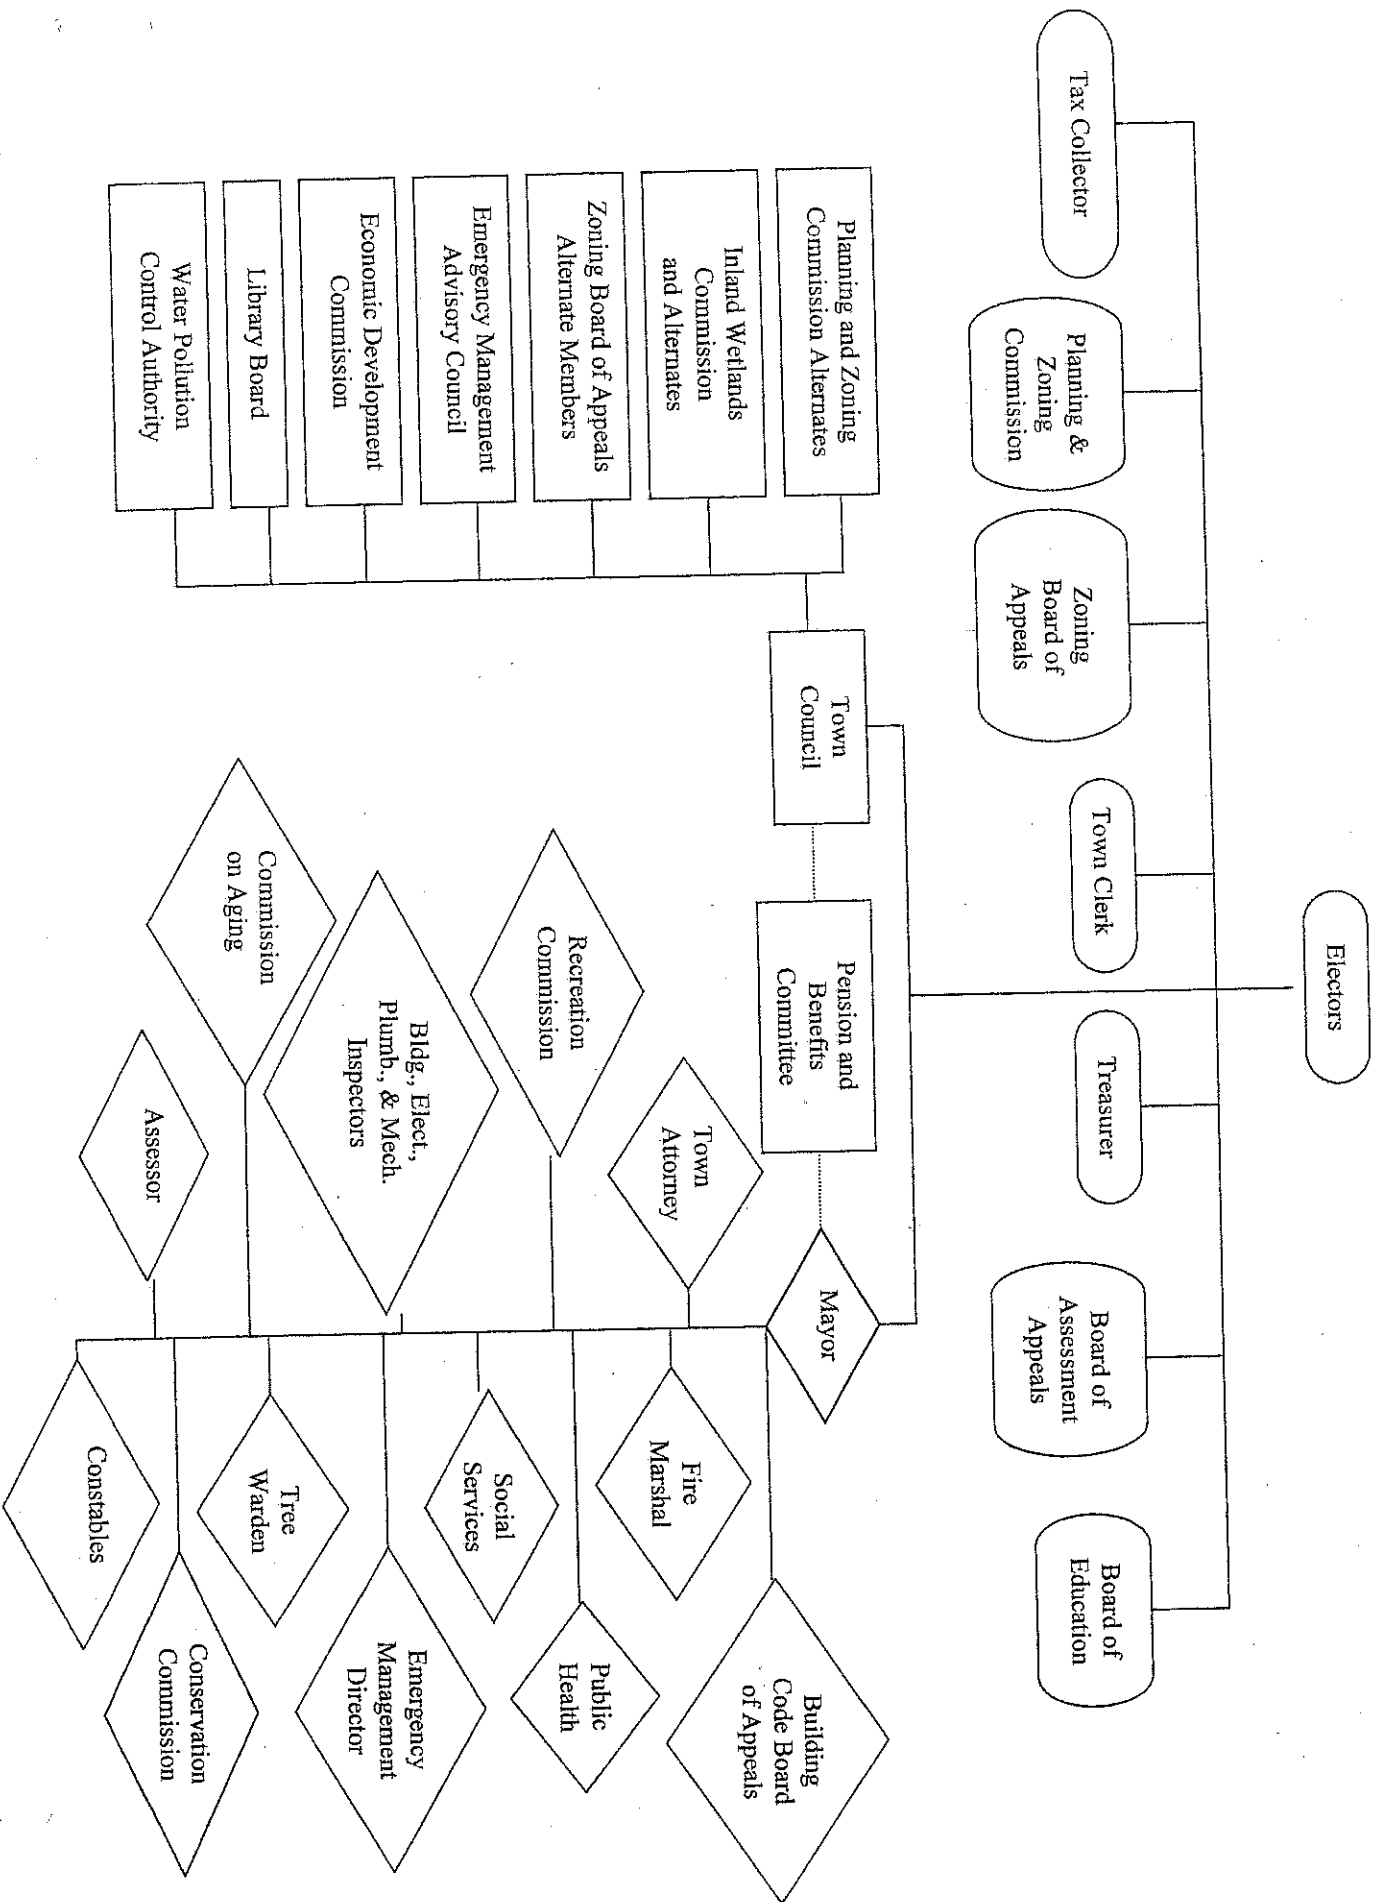 Electors
Tax Collector
Planning &
Zoning
Commission
Zoning
Board of
Appeals
Town Clerk
Treasurer
Board of
Assessment
Appeals
Board of
Education
Town
Council
Pension and
Benefits
Committee
Mayor
Planning and Zoning
Commission Alternates
Inland Wetlands
Commission
and Alternates
Zoning Board of Appeals
Alternate Members
Emergency Management
Advisory Council
Economic Development
Commission
Library Board
Water Pollution
Control Authority
Town
Attorney
Recreation
Commission
Bldg., Elect.,
Plumb., & Mech.
Inspectors
Commission
on Aging
Assessor
Building
Code Board
of Appeals
Fire
Marshal
Public
Health
Social
Services
Emergency
Management
Director
Tree
Warden
Conservation
Commission
Constables